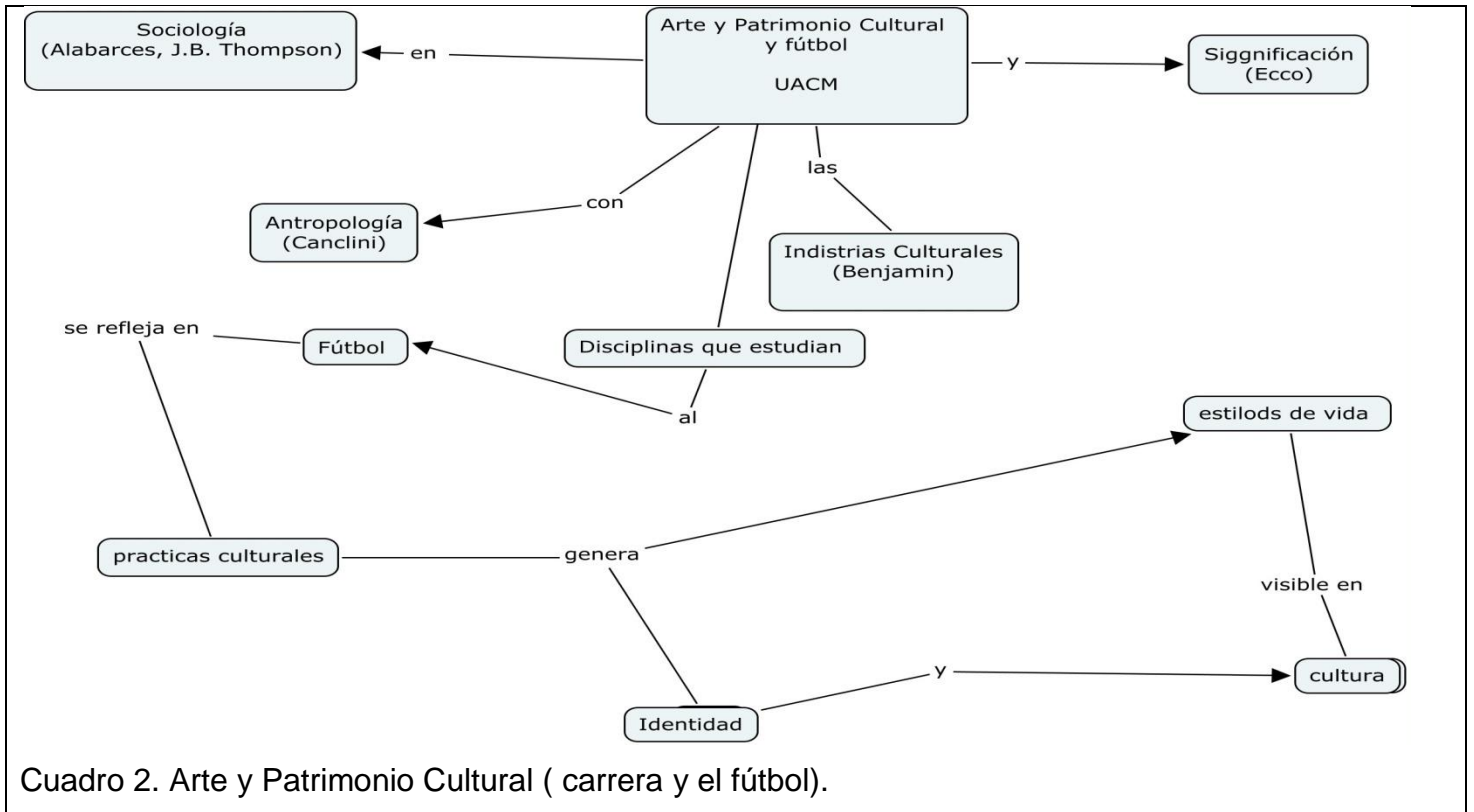 Sociología
(Alabarces, J.B. Thompson)
en
Arte y Patrimonio Cultural
y fútbol
UACM
y
Siggnificación
(Ecco)
las
con
Antropología
(Canclini)
Indistrias Culturales
(Benjamin)
se refleja en
Fútbol
Disciplinas que estudian
al
estilods de vida
practicas culturales
genera
visible en
y
cultura
Identidad
Cuadro 2. Arte y Patrimonio Cultural ( carrera y el fútbol).